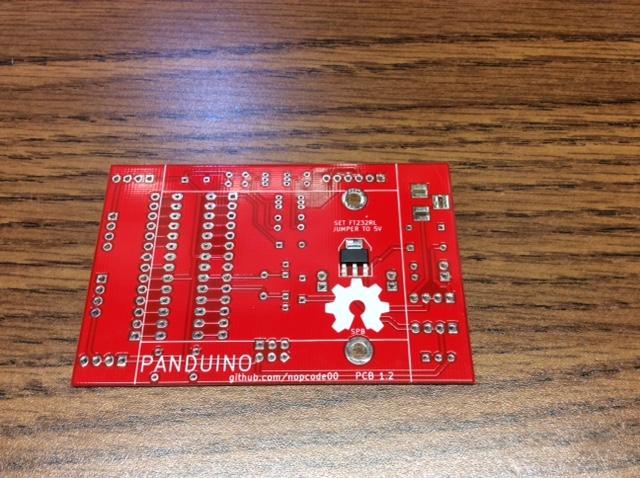 SET FT232RL
JUMPER TO 5V
SPB
PANDUINO
github.com/nopcode00 PCB 1.2